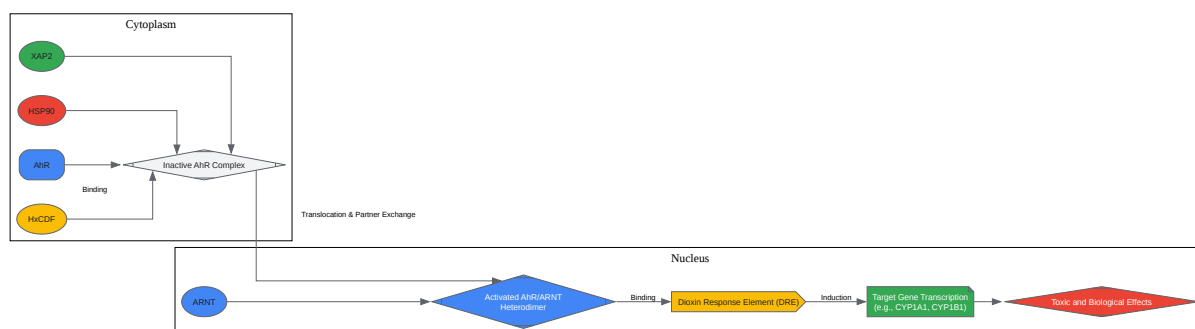 Cytoplasm
XAP2
HSP90
AhR
Inactive AhR Complex
Binding
HxCDF
Translocation & Partner Exchange
Nucleus
ARNT
Activated AhR/ARNT
Heterodimer
Binding
Dioxin Response Element (DRE)
Induction
Target Gene Transcription
(e.g., CYP1A1, CYP1B1)
Toxic and Biological Effects